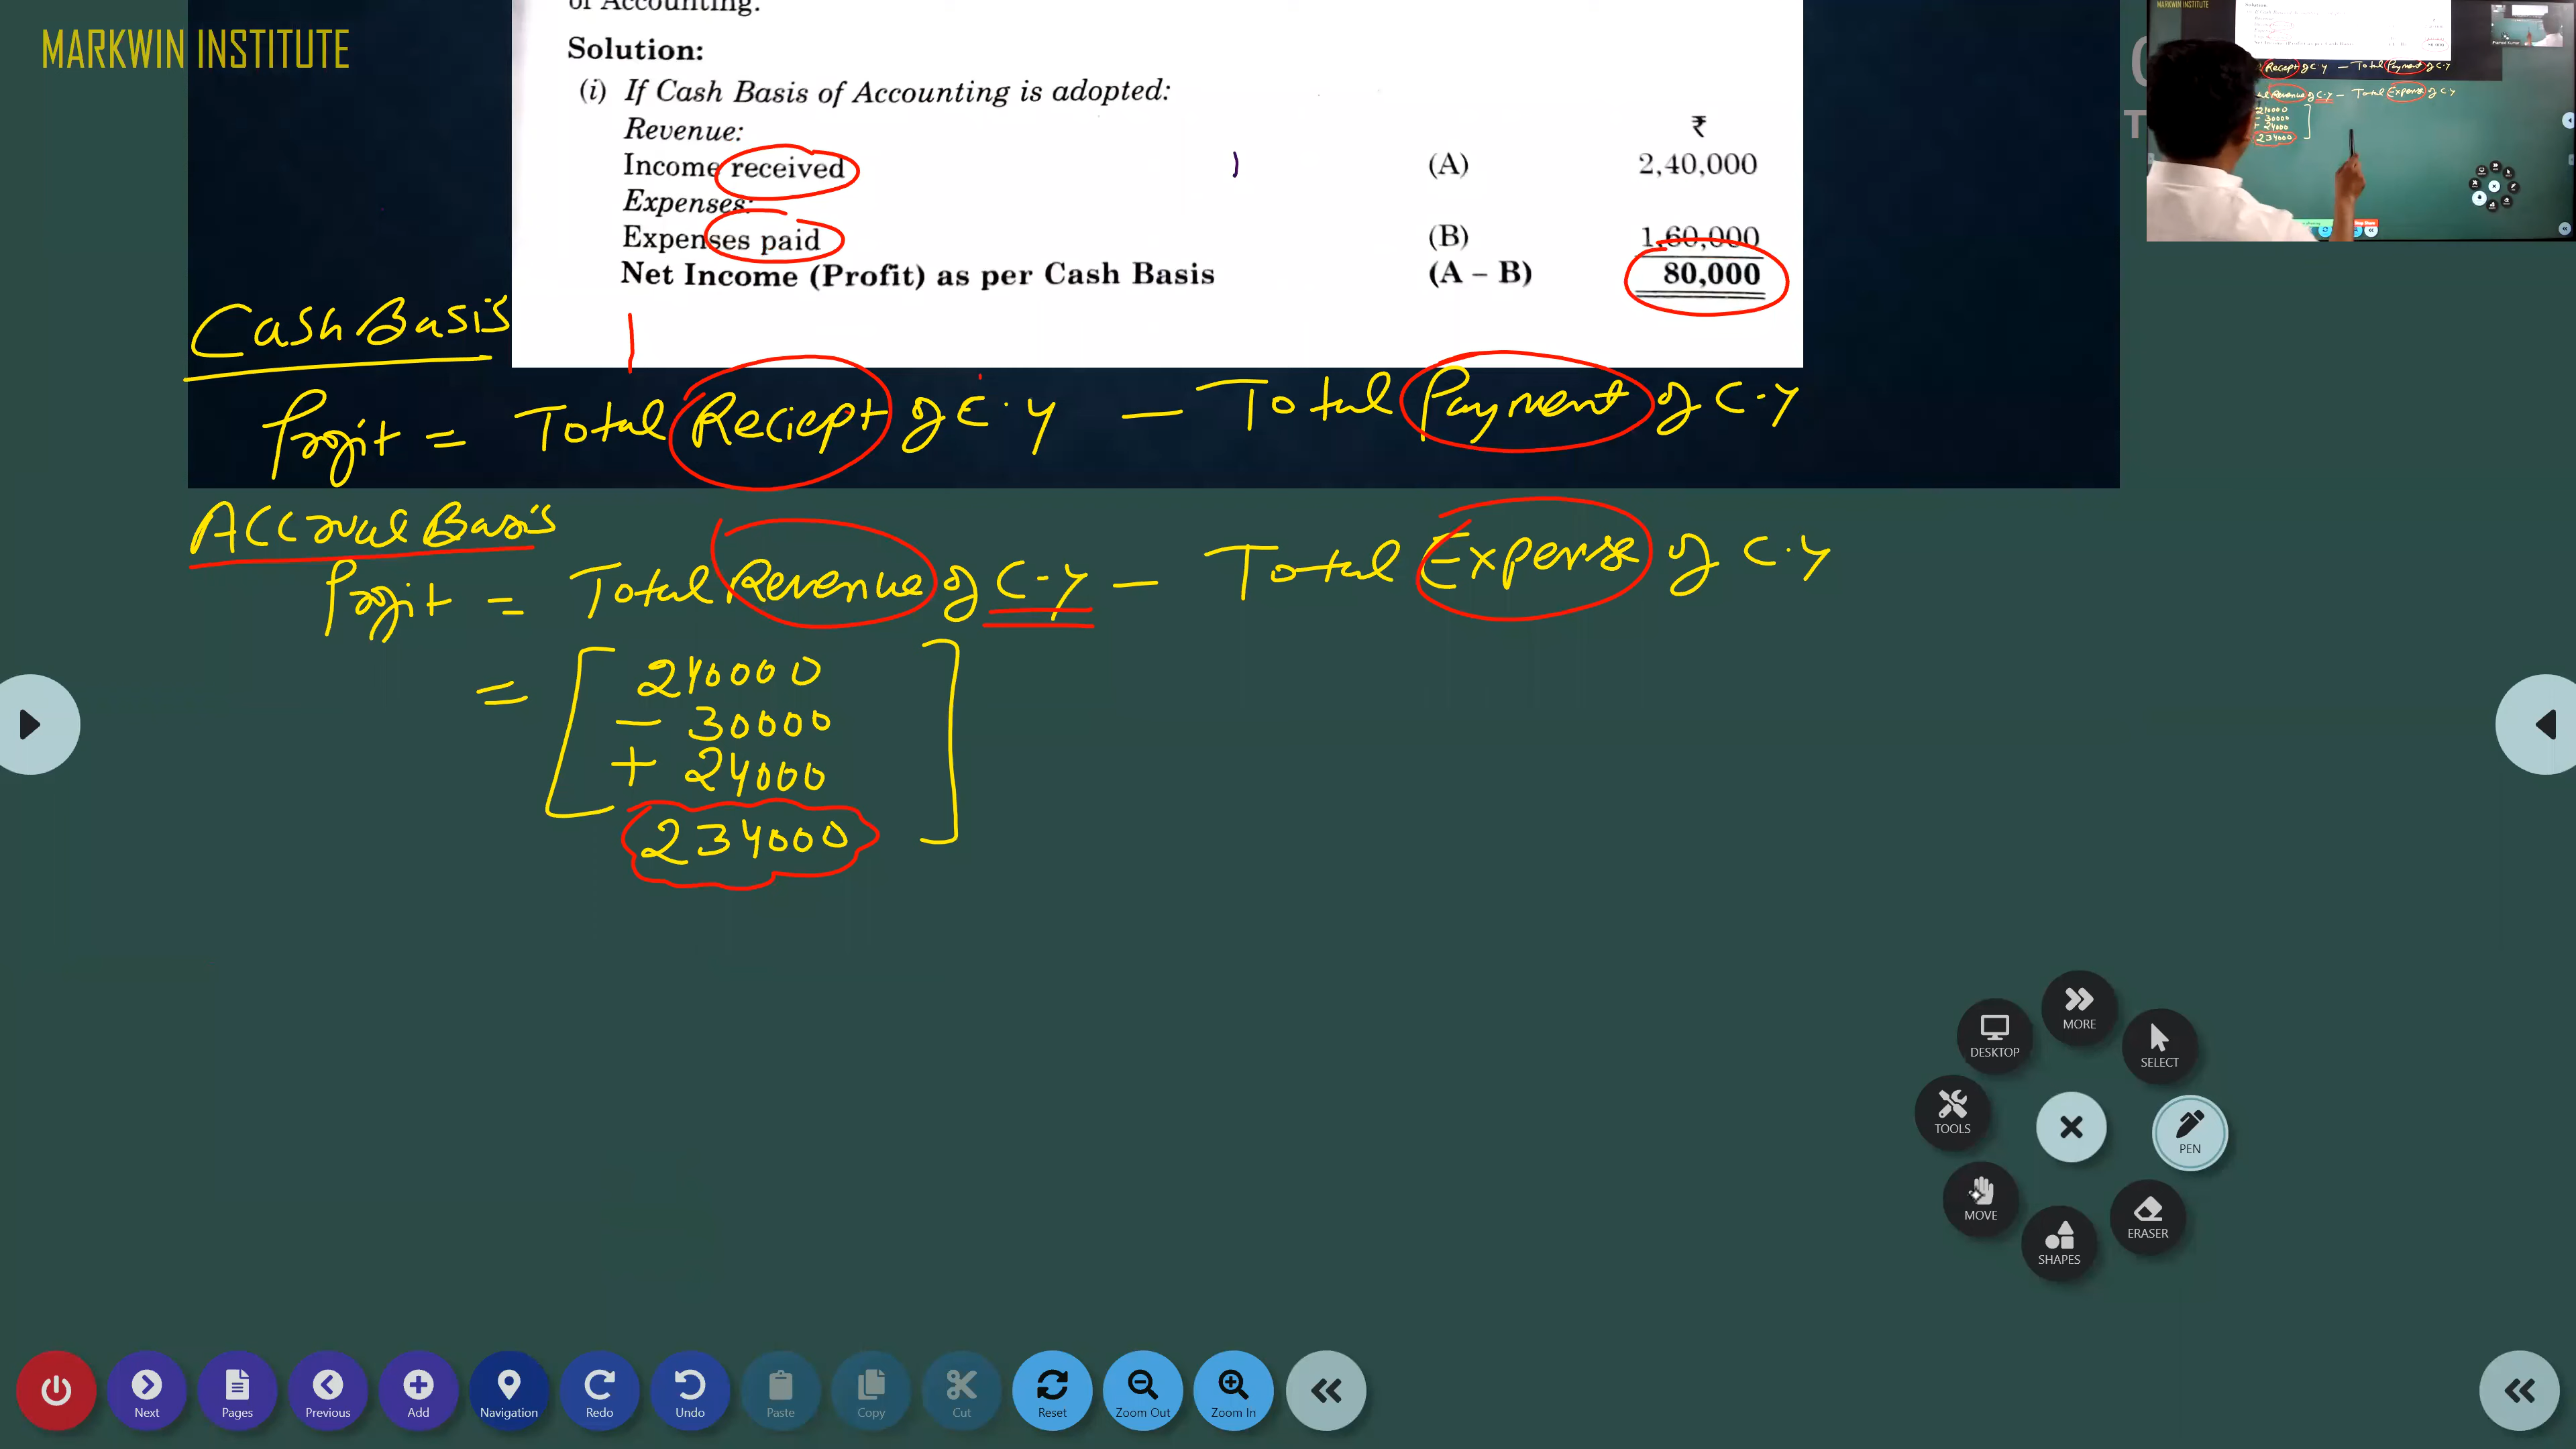 MARKWIN INSTITUTE
of Accounting.
Solution:
(i) If Cash Basis of Accounting is adopted:
Revenue:
₹
Income received (A) 2,40,000
Expenses:
Expenses paid (B) 1,60,000
Net Income (Profit) as per Cash Basis (A – B) 80,000
Cash Basis
Profit = Total Reciept of C.Y — Total Payment of C.Y
Accrual Basis
Profit = Total Revenue of C.Y — Total Expense of C.Y
= [ 240000
— 30000
+ 24000 ]
234000
MORE
DESKTOP
SELECT
TOOLS
PEN
MOVE
ERASER
SHAPES
Next Pages Previous Add Navigation Redo Undo Paste Copy Cut Reset Zoom Out Zoom In